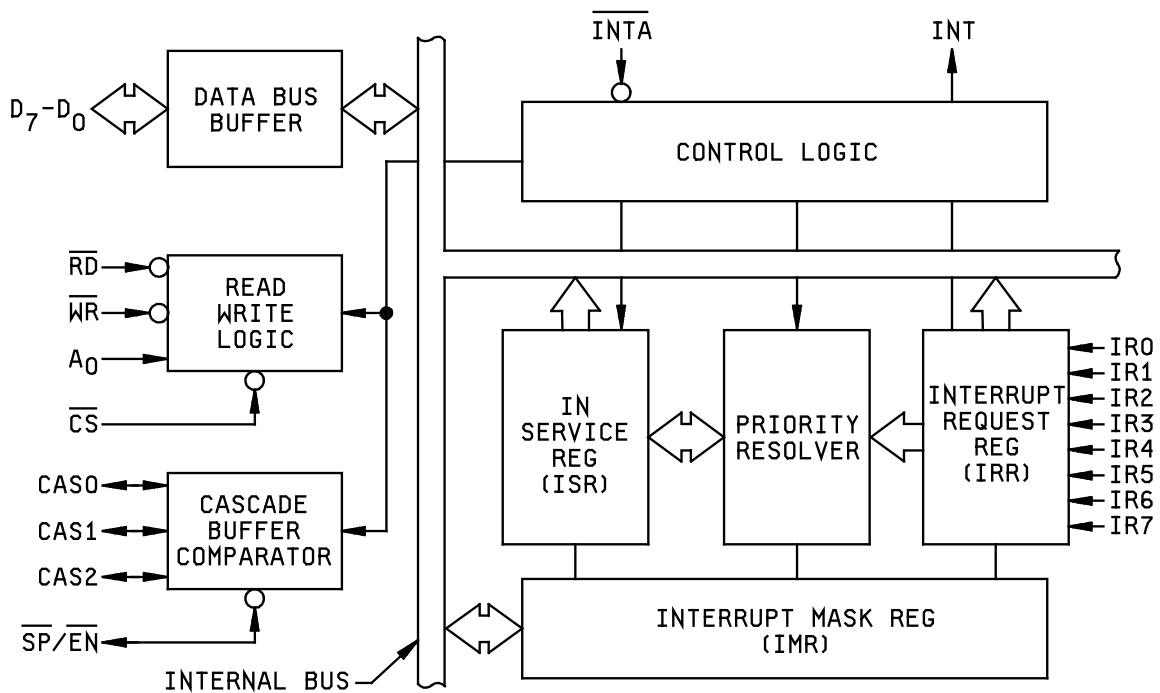 INTA
INT
D7-D0
DATA BUS
BUFFER
CONTROL LOGIC
RD
WR
A0
CS
READ
WRITE
LOGIC
IN
SERVICE
REG
(ISR)
PRIORITY
RESOLVER
INTERRUPT
REQUEST
REG
(IRR)
IR0
IR1
IR2
IR3
IR4
IR5
IR6
IR7
CAS0
CAS1
CAS2
CASCADE
BUFFER
COMPARATOR
SP/EN
INTERNAL BUS
INTERRUPT MASK REG
(IMR)